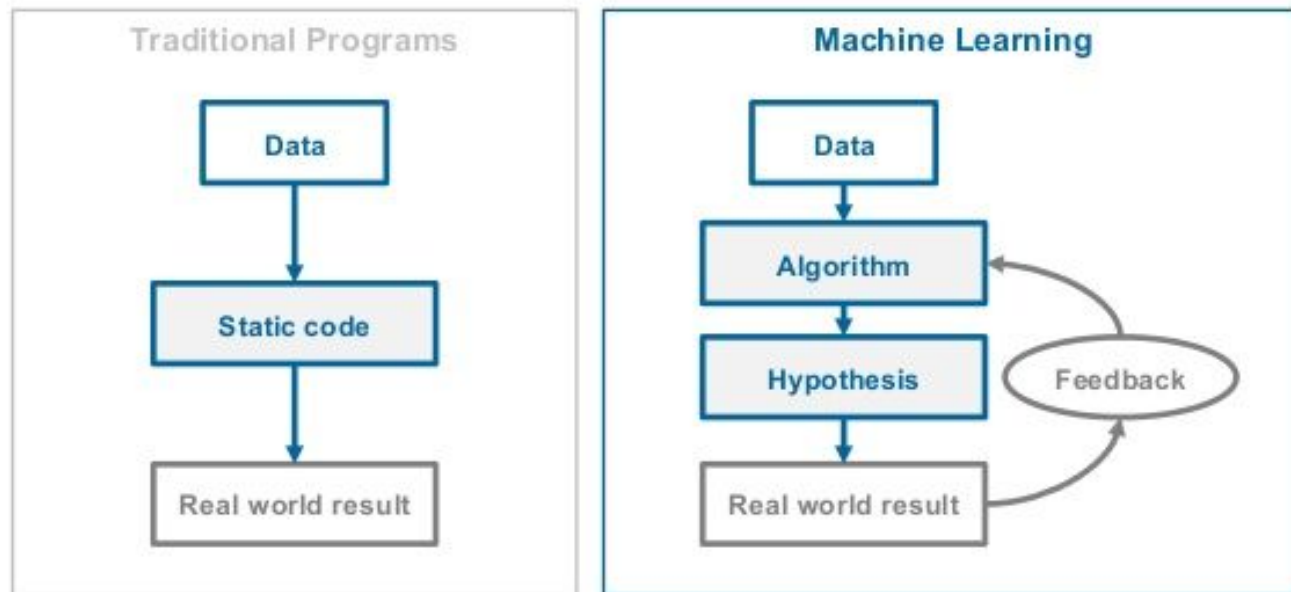 Traditional Programs
Data
Static code
Real world result
Machine Learning
Data
Algorithm
Hypothesis
Feedback
Real world result